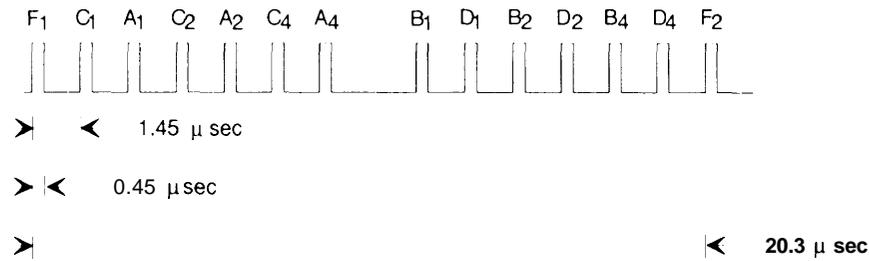 F1 C1 A1 C2 A2 C4 A4 B1 D1 B2 D2 B4 D4 F2
1.45 μ sec
0.45 μsec
20.3 μ sec